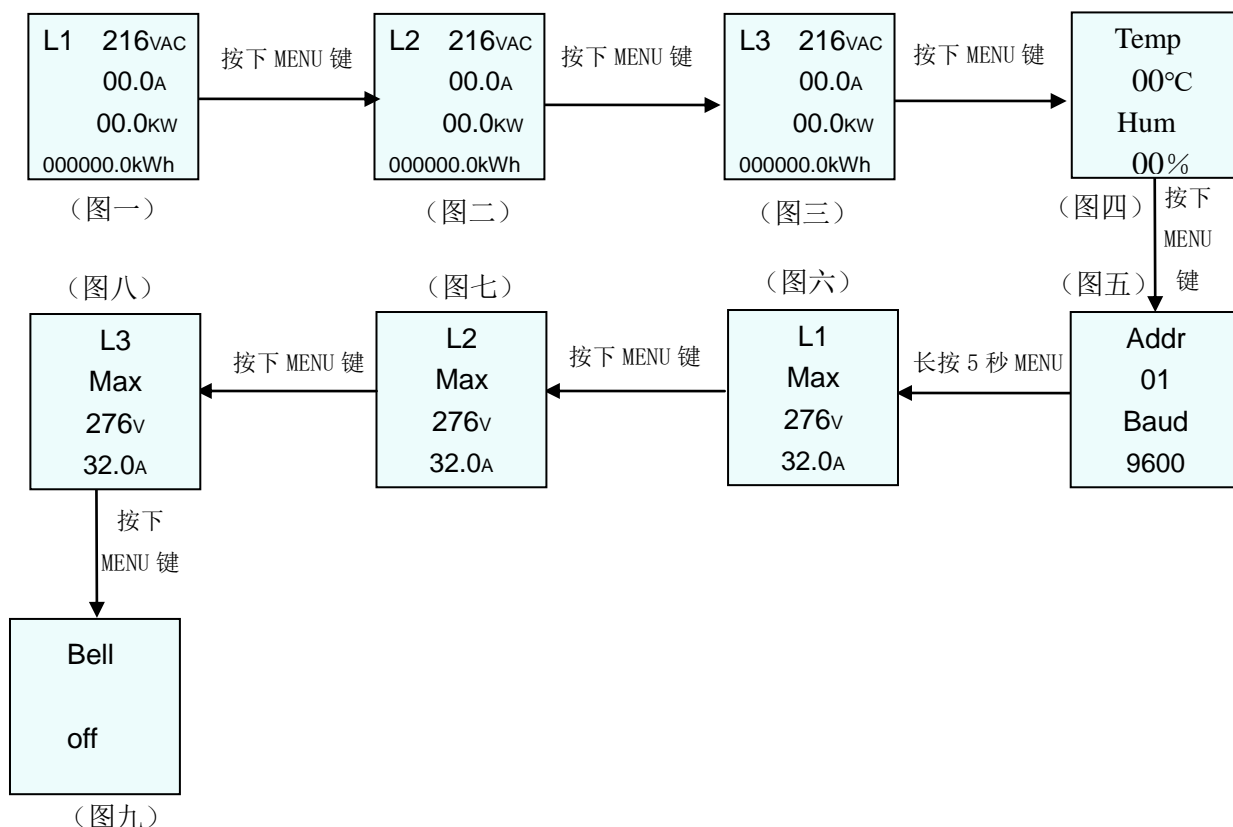 L1 216VAC
00.0A
00.0KW
000000.0kWh
（图一）
按下 MENU 键
L2 216VAC
00.0A
00.0KW
000000.0kWh
（图二）
按下 MENU 键
L3 216VAC
00.0A
00.0KW
000000.0kWh
（图三）
按下 MENU 键
Temp
00°C
Hum
00%
（图四）
按下
MENU
键
（图五）
Addr
01
Baud
9600
长按 5 秒 MENU
（图六）
L1
Max
276V
32.0A
按下 MENU 键
（图七）
L2
Max
276V
32.0A
按下 MENU 键
（图八）
L3
Max
276V
32.0A
按下
MENU 键
Bell
off
（图九）